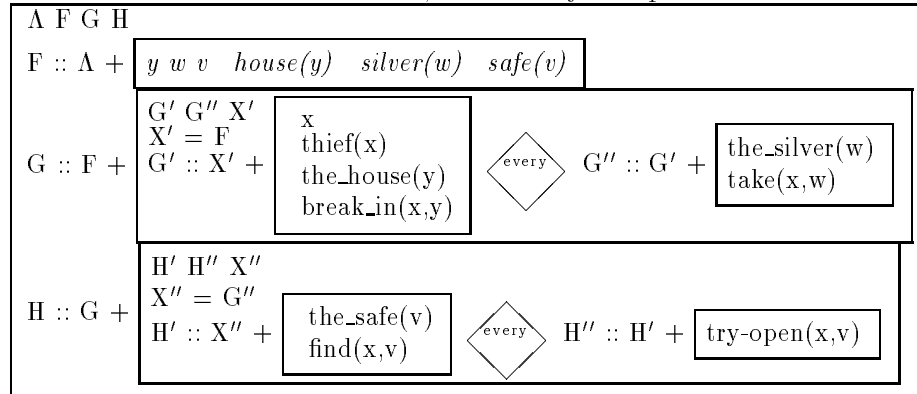 Λ F G H
F :: Λ + y w v house(y) silver(w) safe(v)
G′ G″ X′
X′ = F
G :: F + G′ :: X′ + x
thief(x)
the_house(y)
break_in(x,y)
every
G″ :: G′ + the_silver(w)
take(x,w)
H′ H″ X″
X″ = G″
H :: G + H′ :: X″ + the_safe(v)
find(x,v)
every
H″ :: H′ + try-open(x,v)